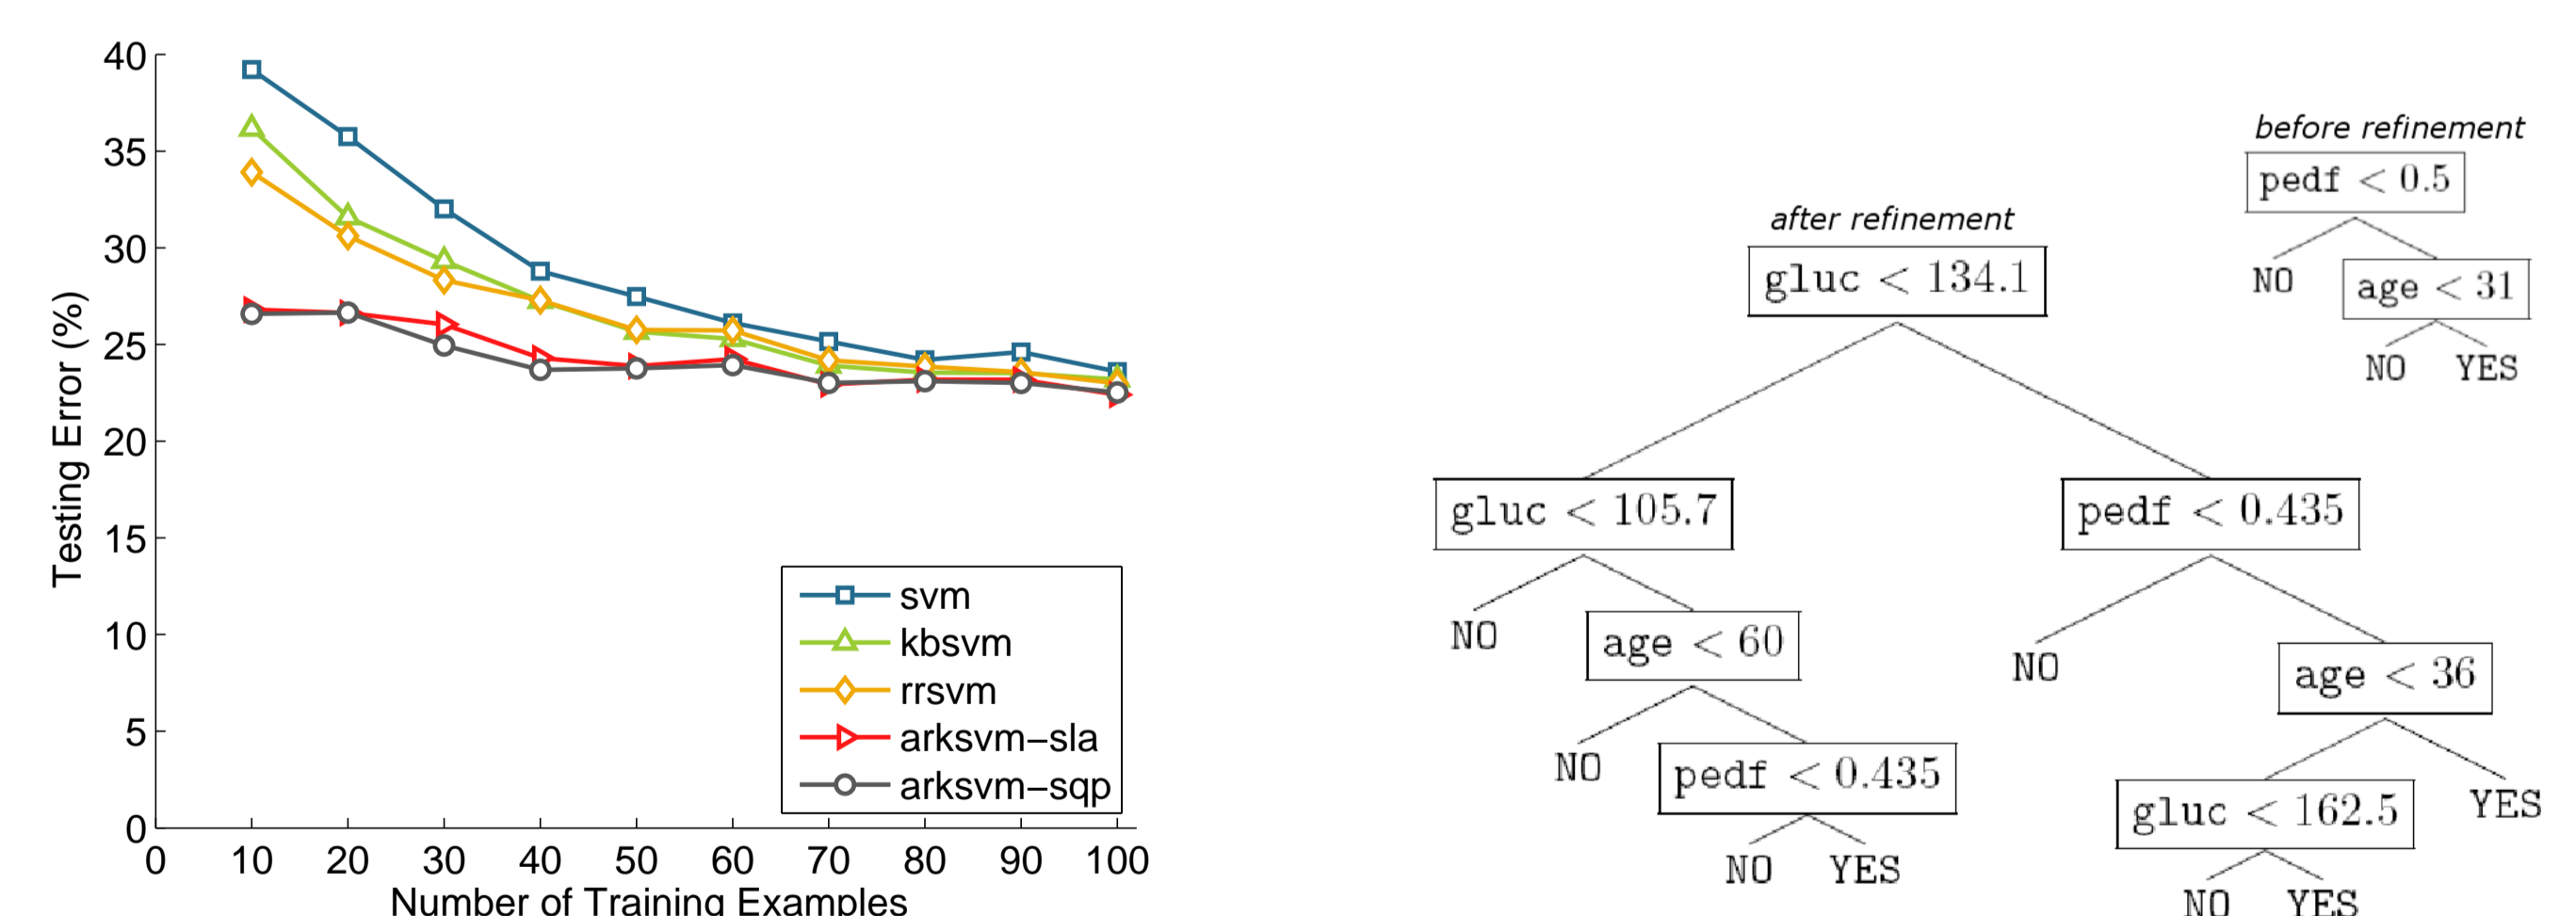 40
35
30
25
20
15
10
5
0
Testing Error (%)
0 10 20 30 40 50 60 70 80 90 100
Number of Training Examples
svm
kbsvm
rrsvm
arksvm−sla
arksvm−sqp
before refinement
pedf < 0.5
NO age < 31
NO YES
after refinement
gluc < 134.1
gluc < 105.7 pedf < 0.435
NO age < 60 NO age < 36
NO pedf < 0.435 gluc < 162.5 YES
NO YES NO YES